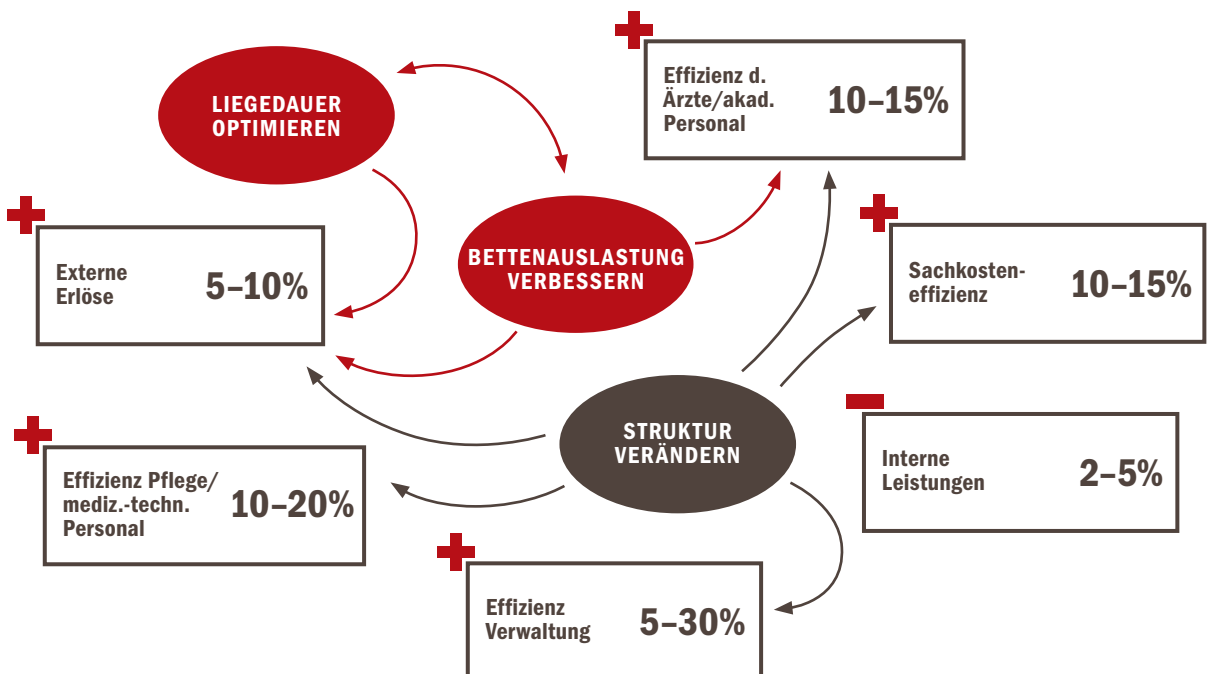 LIEGEDAUER
OPTIMIEREN
Effizienz d.
Ärzte/akad.
Personal
10–15%
Externe
Erlöse
5–10%
BETTENAUSLASTUNG
VERBESSERN
Sachkosten-
effizienz
10–15%
STRUKTUR
VERÄNDERN
Interne
Leistungen
2–5%
Effizienz Pflege/
mediz.-techn.
Personal
10–20%
Effizienz
Verwaltung
5–30%